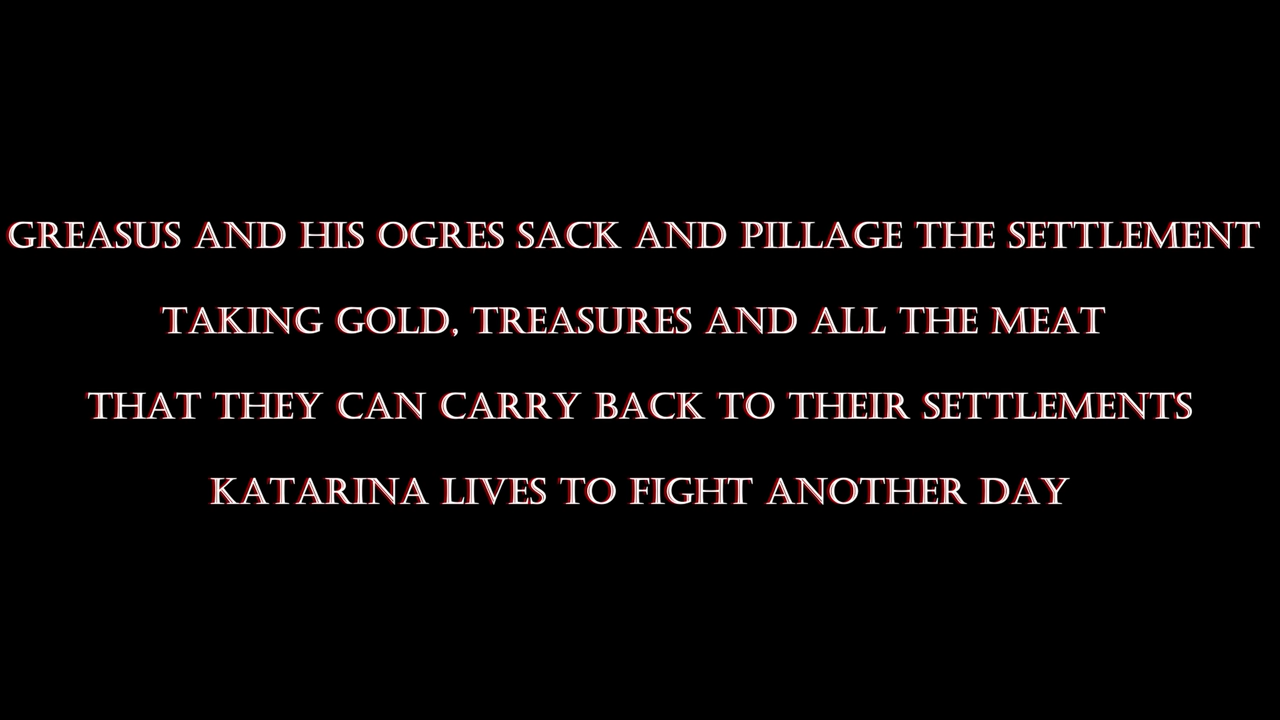 GREASUS AND HIS OGRES SACK AND PILLAGE THE SETTLEMENT
TAKING GOLD, TREASURES AND ALL THE MEAT
THAT THEY CAN CARRY BACK TO THEIR SETTLEMENTS
KATARINA LIVES TO FIGHT ANOTHER DAY